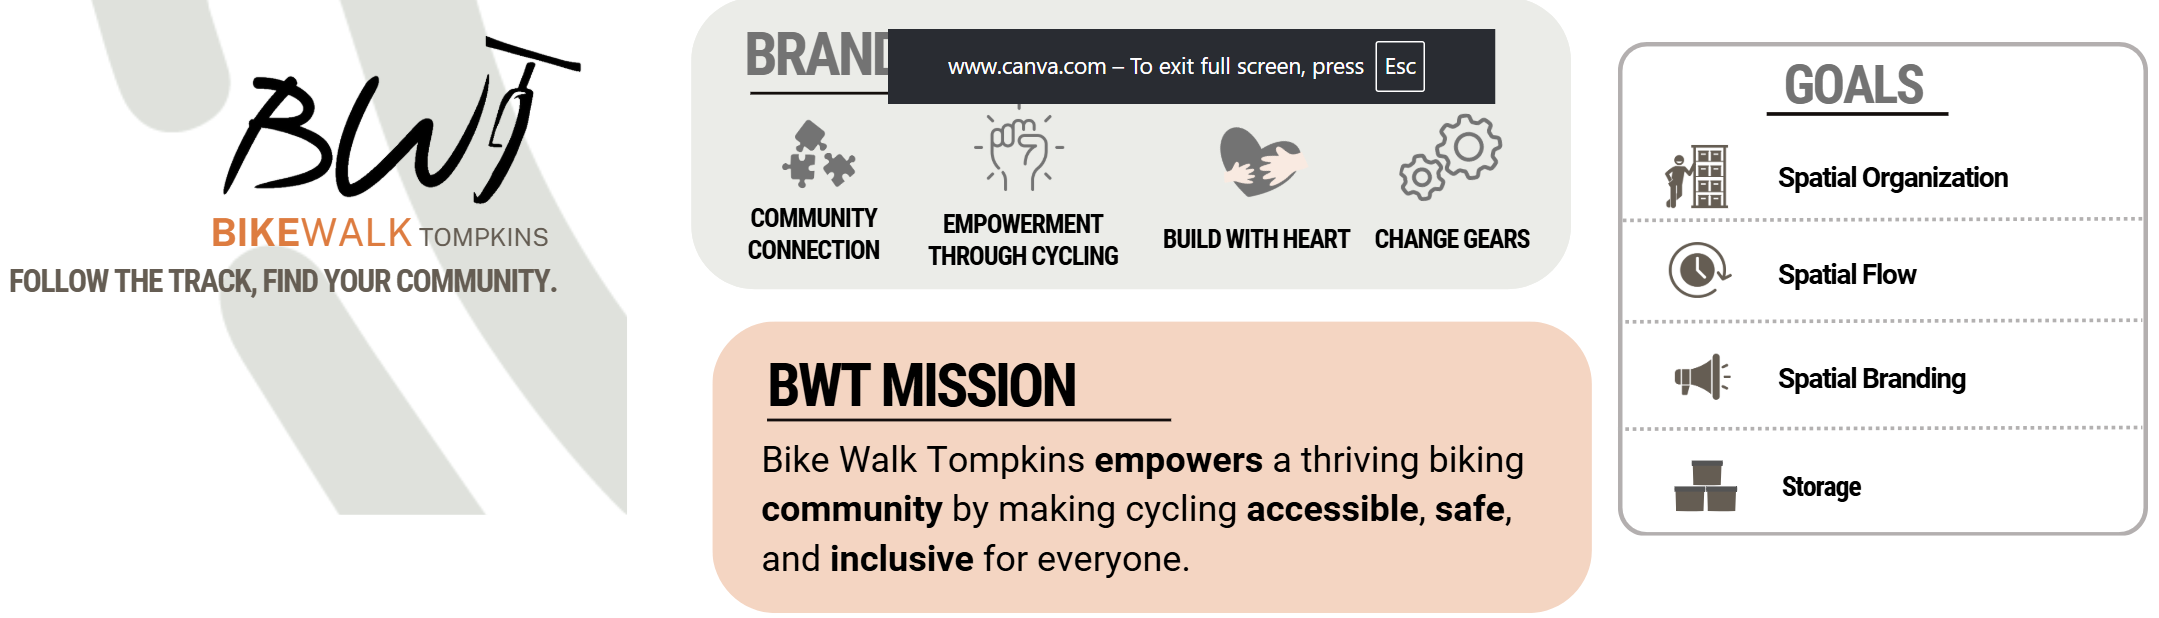 BWT
BIKEWALK TOMPKINS
FOLLOW THE TRACK, FIND YOUR COMMUNITY.
BRAND
www.canva.com – To exit full screen, press Esc
COMMUNITY
CONNECTION
EMPOWERMENT
THROUGH CYCLING
BUILD WITH HEART
CHANGE GEARS
BWT MISSION
Bike Walk Tompkins empowers a thriving biking
community by making cycling accessible, safe,
and inclusive for everyone.
GOALS
Spatial Organization
Spatial Flow
Spatial Branding
Storage